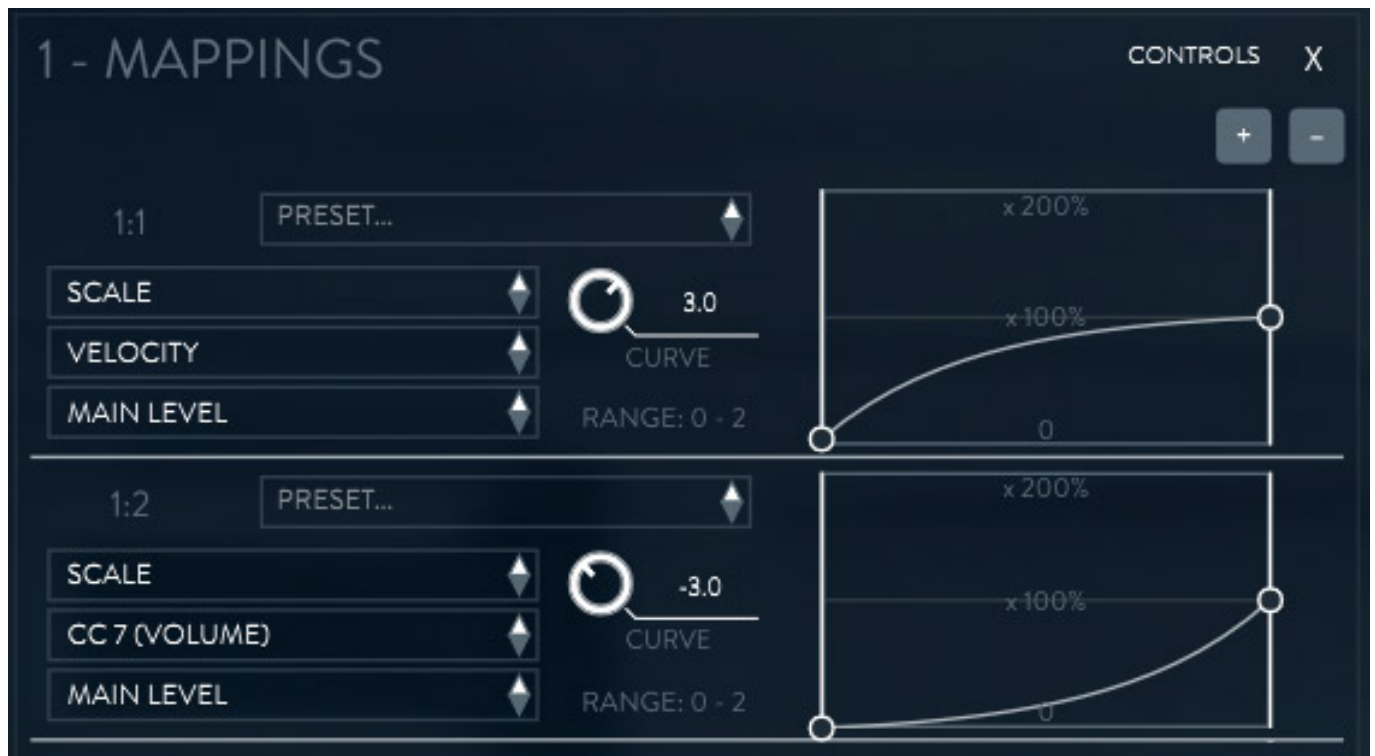 1 - MAPPINGS
CONTROLS X
+ -
1:1 PRESET...
x 200%
SCALE
3.0
x 100%
VELOCITY
CURVE
MAIN LEVEL
RANGE: 0 - 2
0
1:2 PRESET...
x 200%
SCALE
-3.0
x 100%
CC 7 (VOLUME)
CURVE
MAIN LEVEL
RANGE: 0 - 2
0